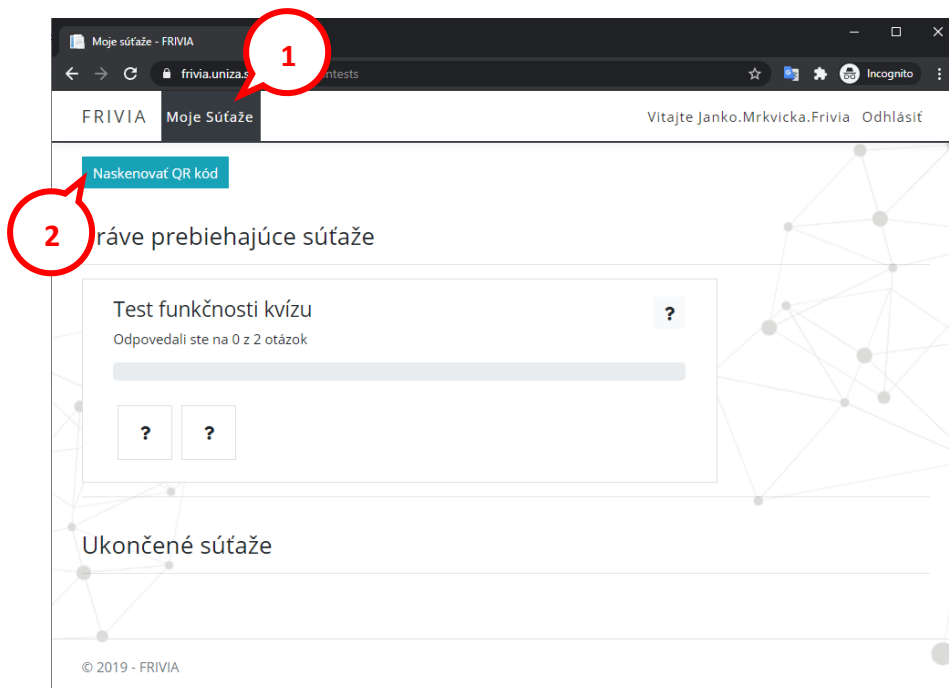 Moje súťaže - FRIVIA
1
frivia.uniza.s ntests
Incognito
FRIVIA Moje Súťaže Vitajte Janko.Mrkvicka.Frivia Odhlásiť
Naskenovať QR kód
2
ráve prebiehajúce súťaže
Test funkčnosti kvízu ?
Odpovedali ste na 0 z 2 otázok
? ?
Ukončené súťaže
© 2019 - FRIVIA